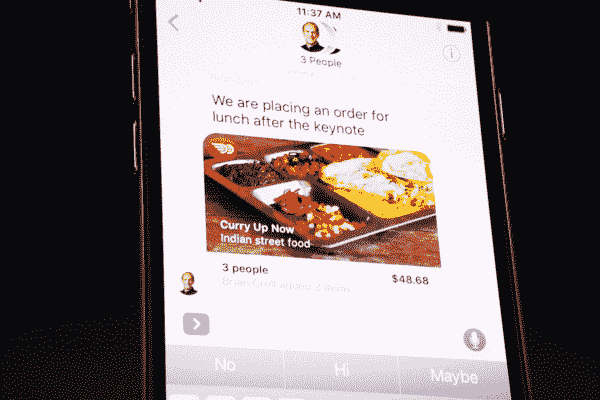 11:37 AM
3 People
We are placing an order for
lunch after the keynote
Curry Up Now
Indian street food
3 people
$48.68
Brian Croll added 2 items.
No
Hi
Maybe